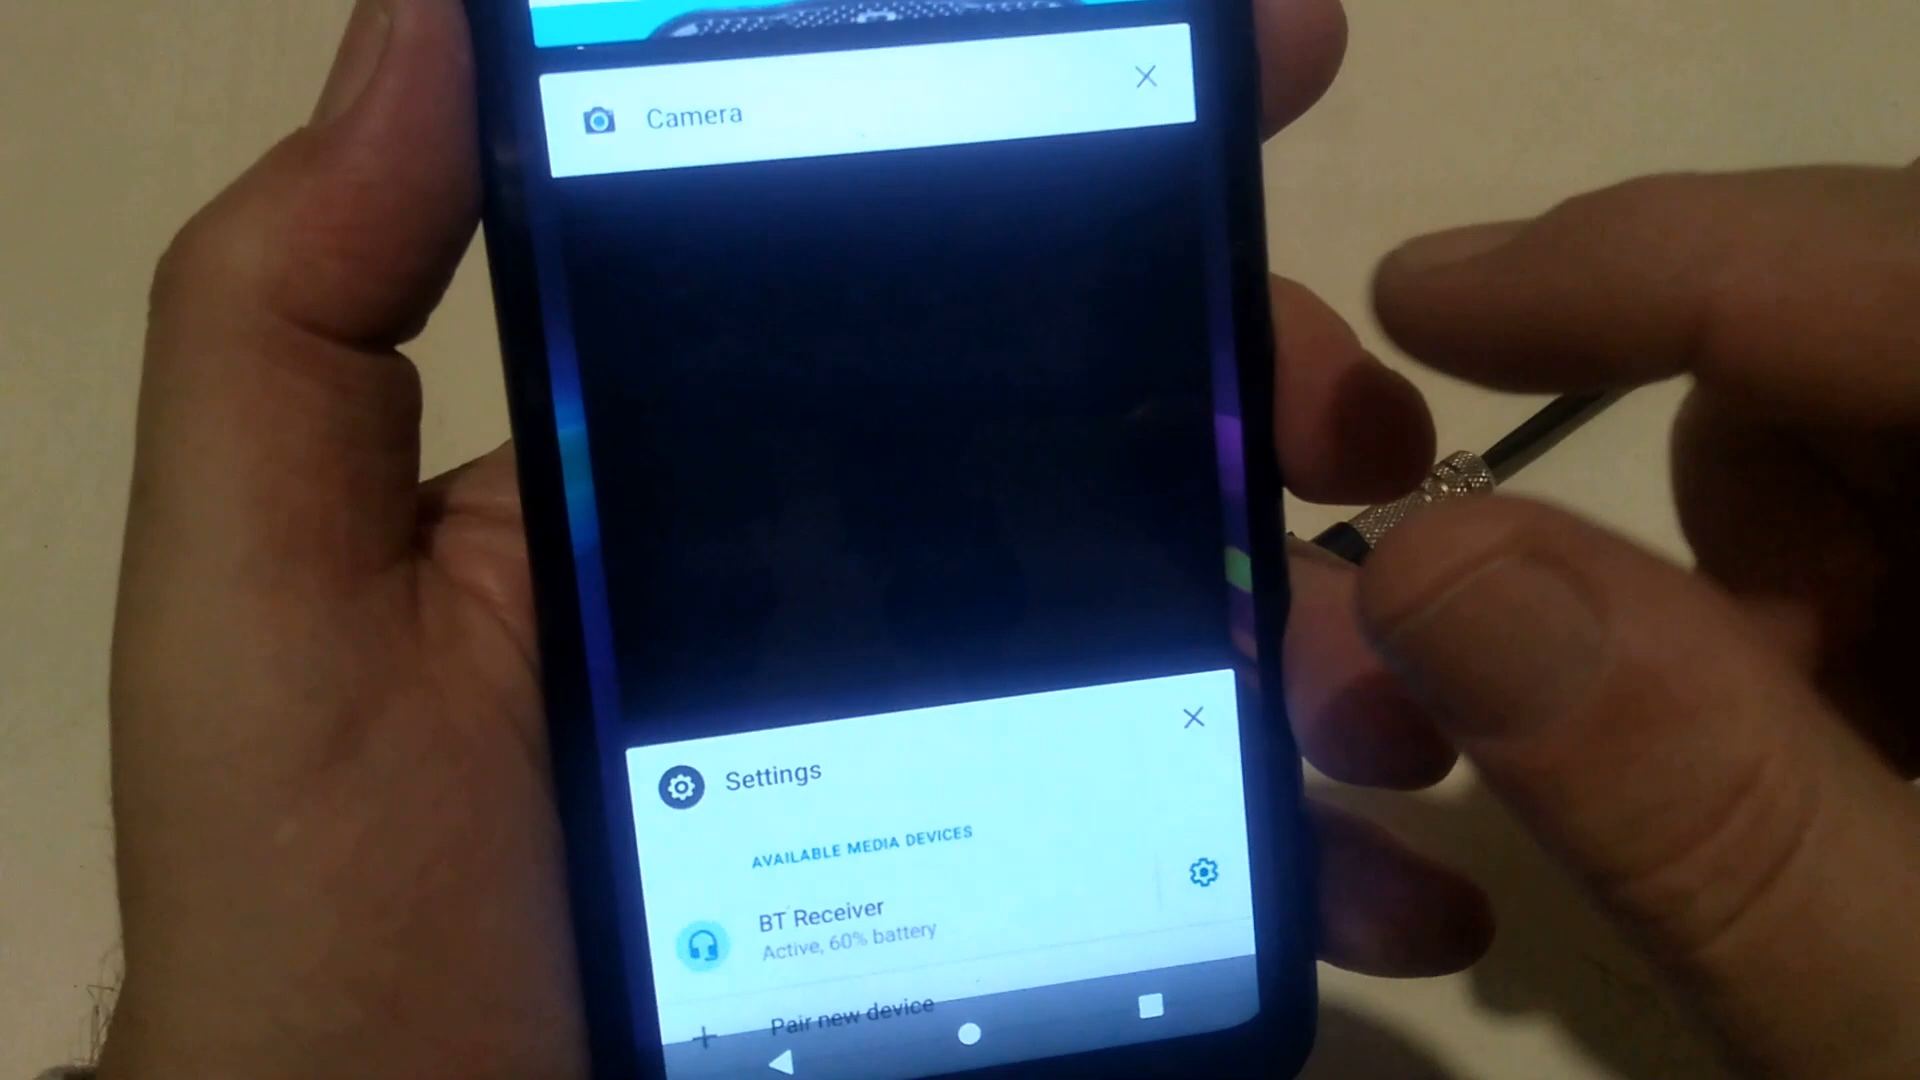 Camera
Settings
AVAILABLE MEDIA DEVICES
BT Receiver
Active, 60% battery
Pair new device